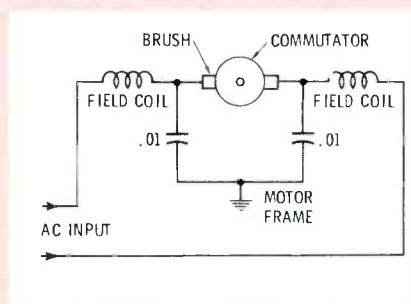 BRUSH
COMMUTATOR
FIELD COIL
FIELD COIL
.01
.01
MOTOR
FRAME
AC INPUT